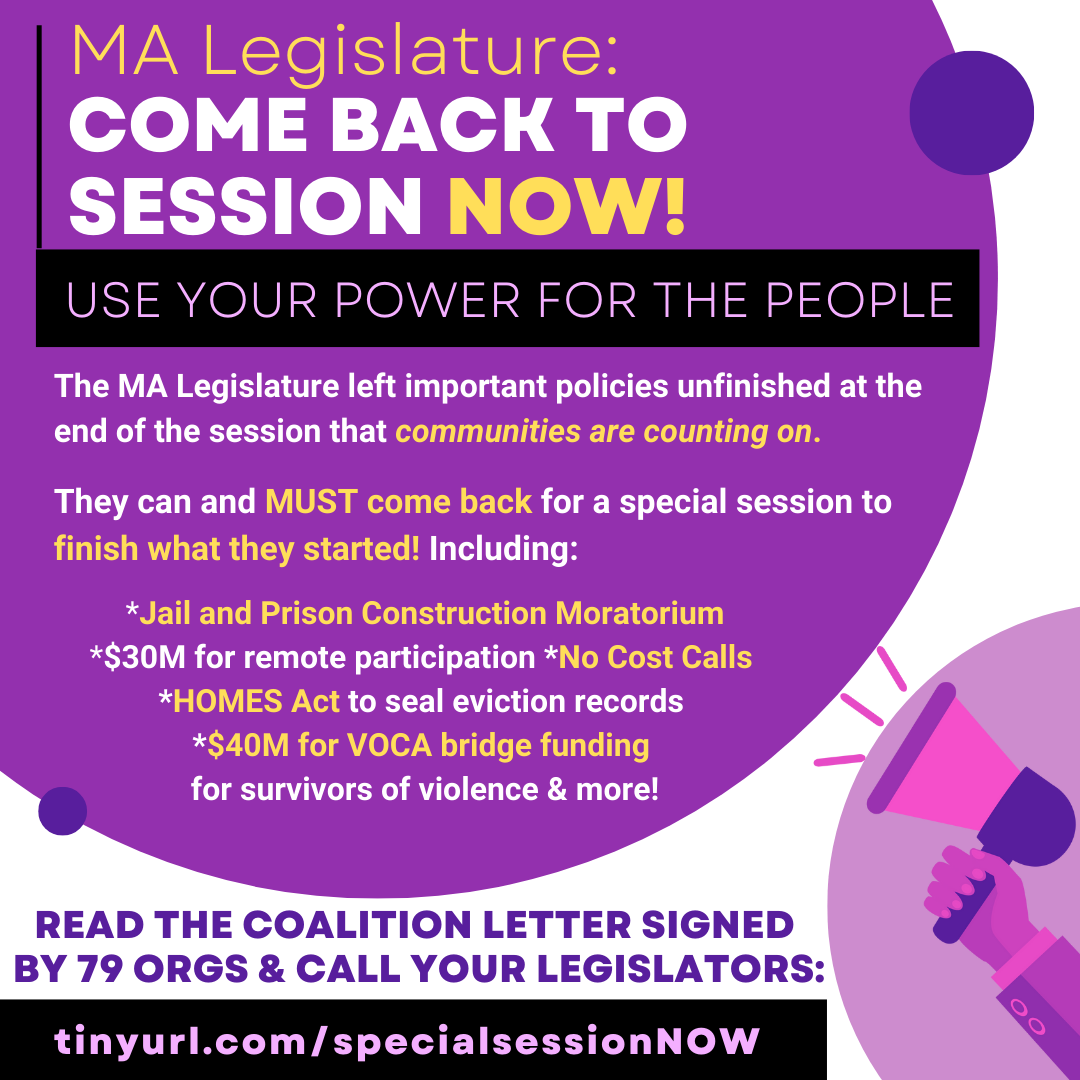 MA Legislature:
COME BACK TO
SESSION NOW!
USE YOUR POWER FOR THE PEOPLE
The MA Legislature left important policies unfinished at the
end of the session that communities are counting on.
They can and MUST come back for a special session to
finish what they started! Including:
*Jail and Prison Construction Moratorium
*$30M for remote participation *No Cost Calls
*HOMES Act to seal eviction records
*$40M for VOCA bridge funding
for survivors of violence & more!
READ THE COALITION LETTER SIGNED
BY 79 ORGS & CALL YOUR LEGISLATORS:
tinyurl.com/specialsessionNOW